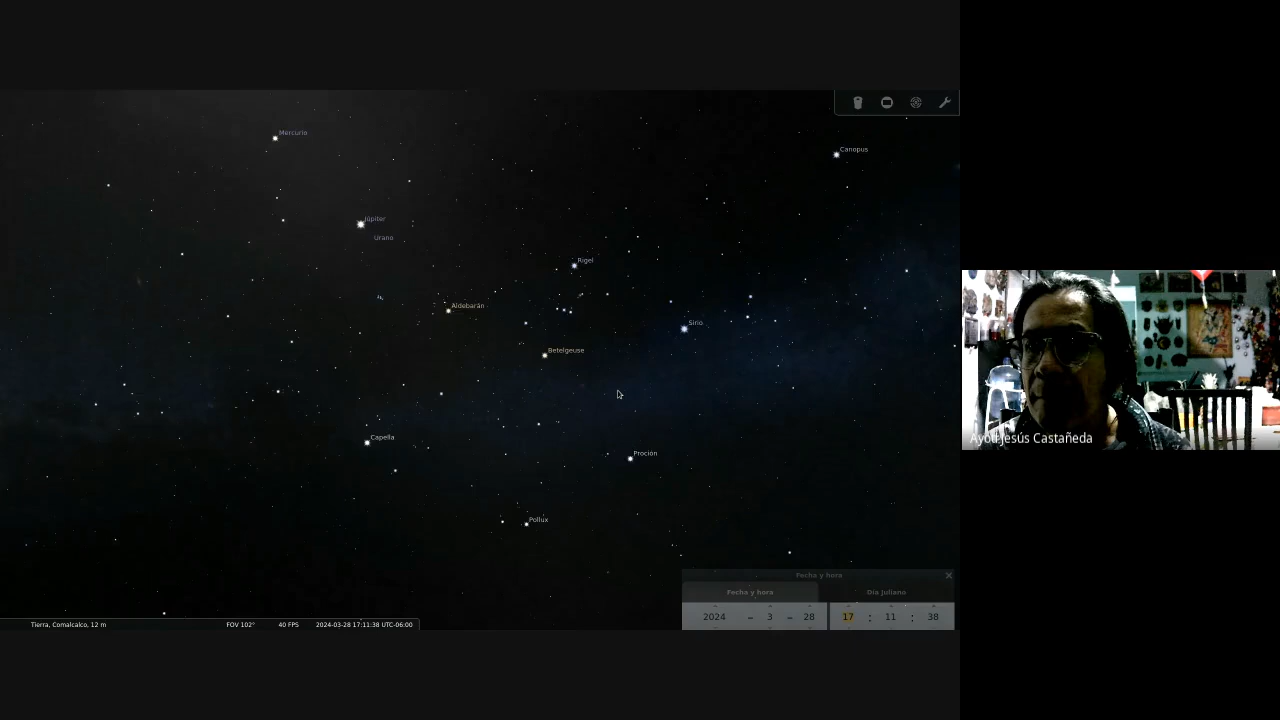 Mercurio
Canopus
Júpiter
Urano
Rigel
Aldebarán
Sirio
Betelgeuse
Capella
Proción
Pollux
Fecha y hora
Fecha y hora
Día Juliano
2024 - 3 - 28
17 : 11 : 38
Tierra, Comalcalco, 12 m
FOV 102°
40 FPS
2024-03-28 17:11:38 UTC-06:00
Jesús Castañeda